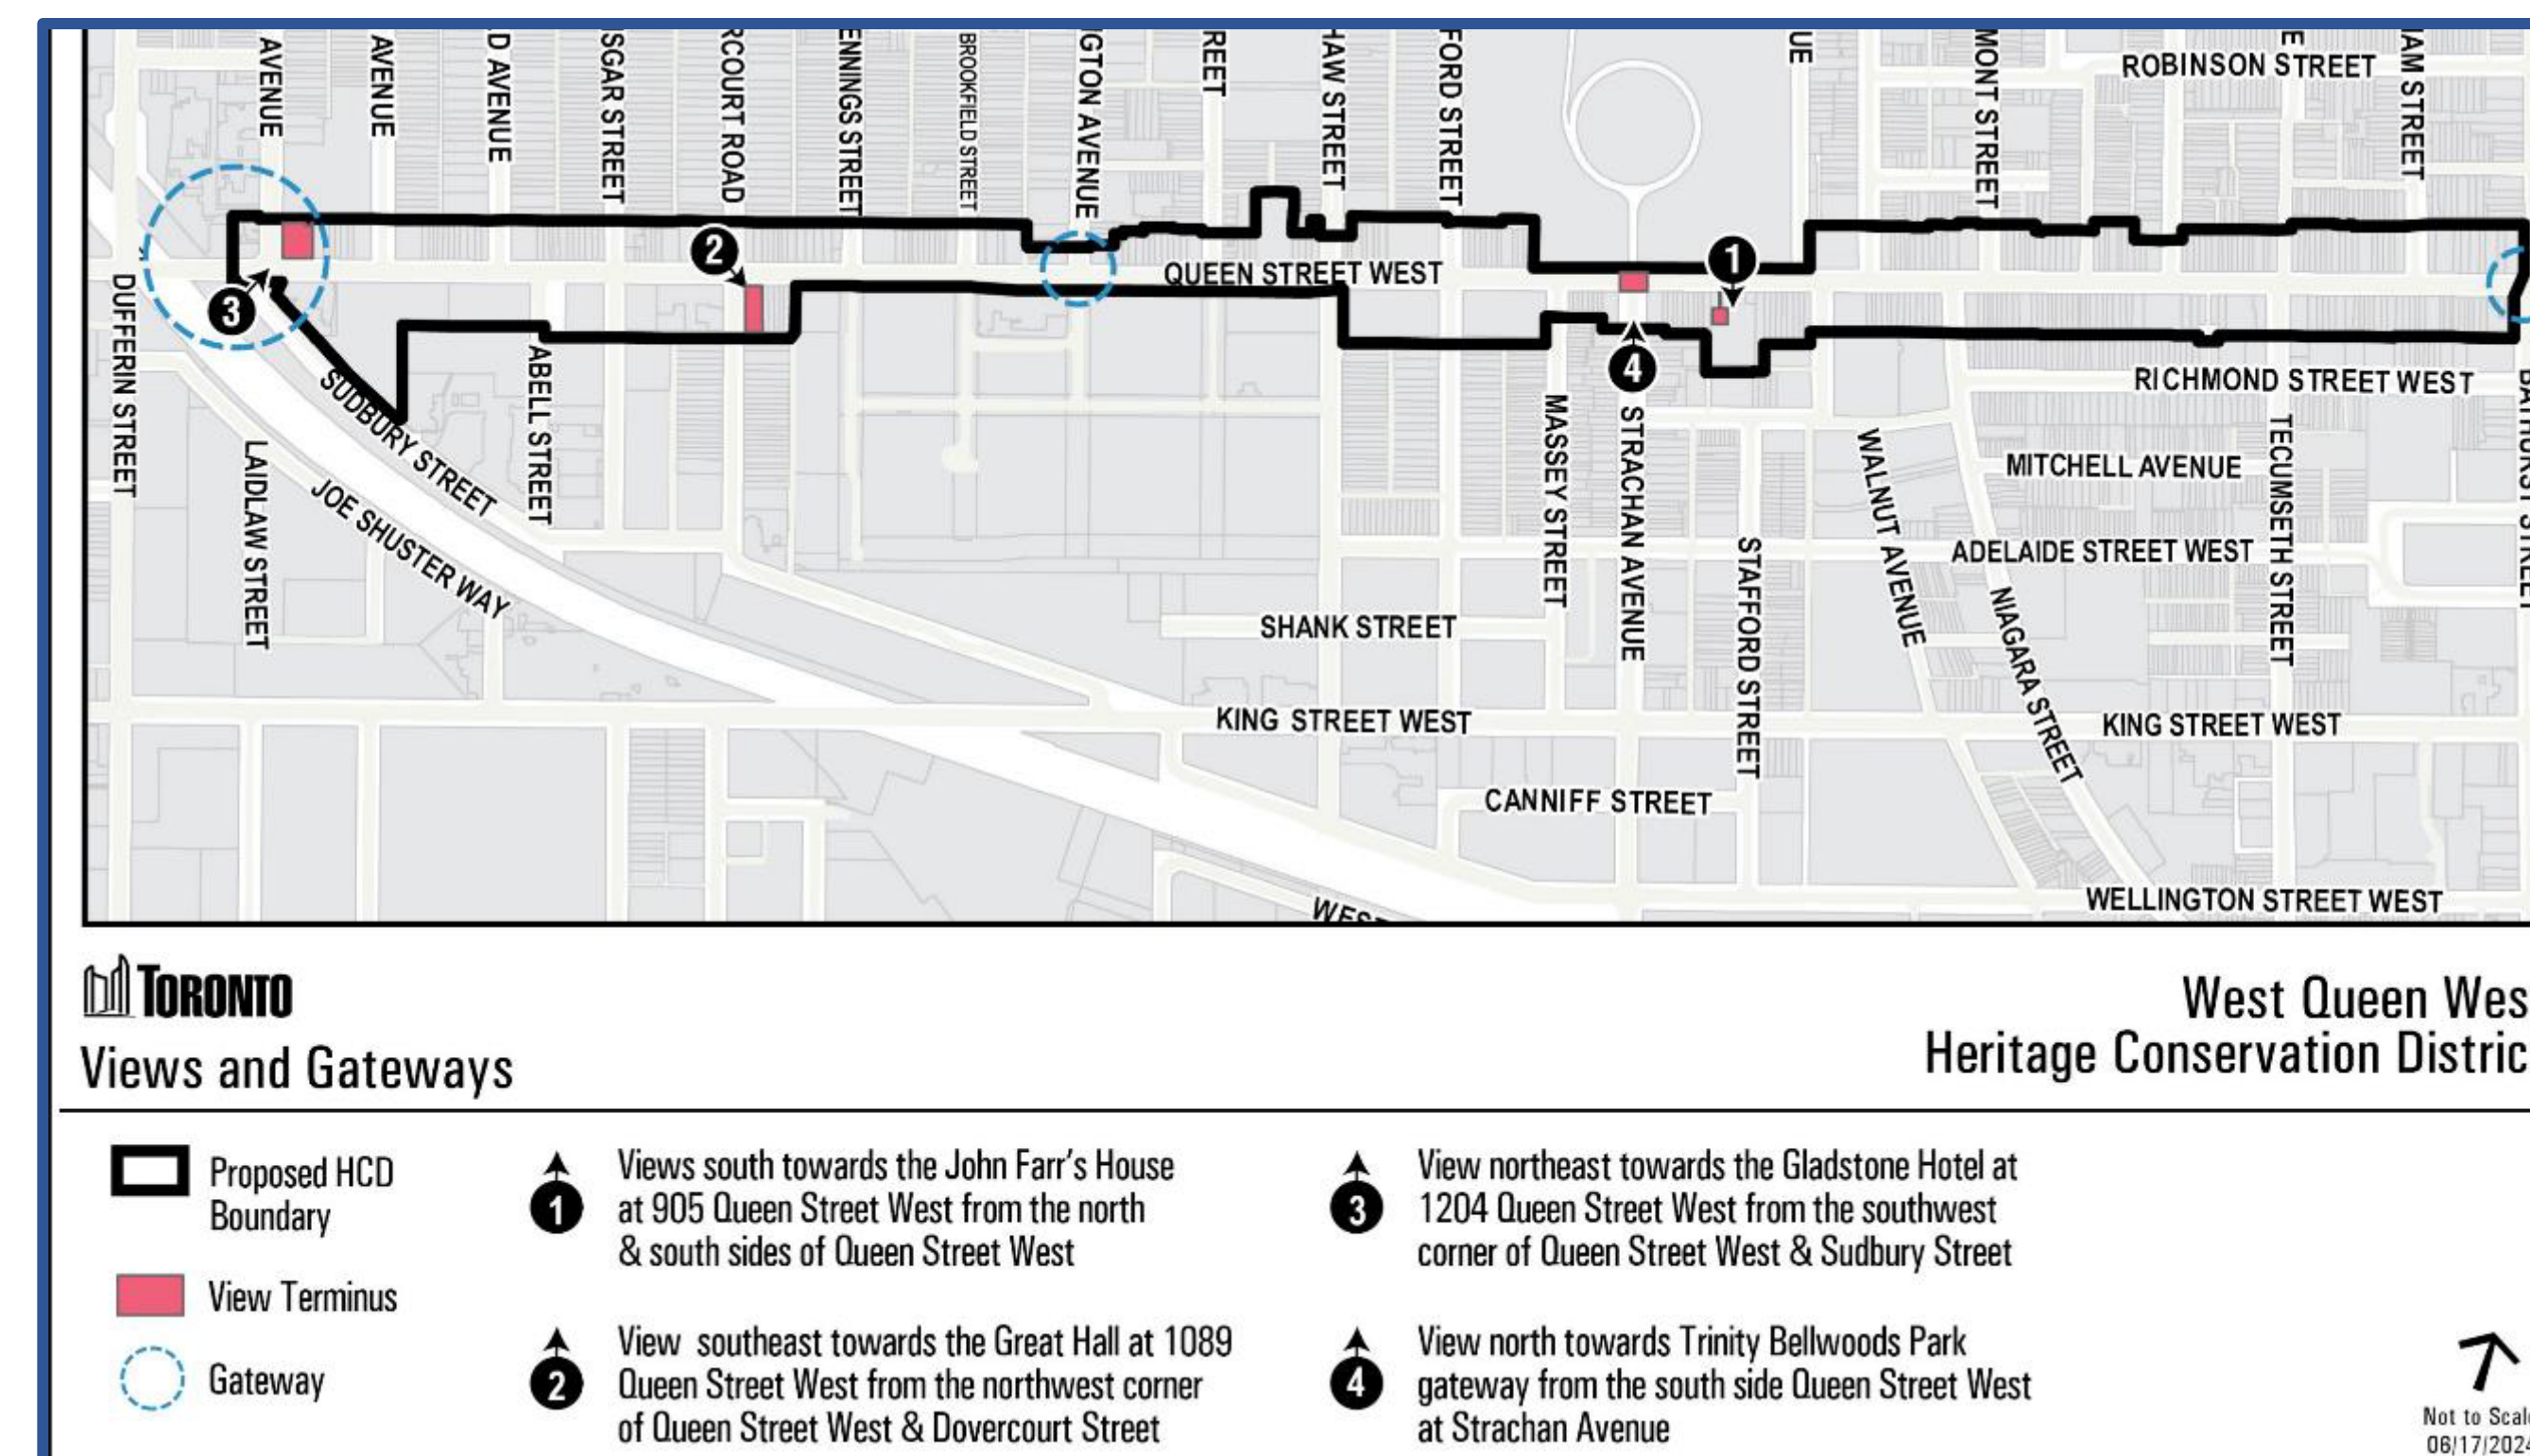 AVENUE
AVENUE
D AVENUE
SGAR STREET
RCOURT ROAD
ENNINGS STREET
BROOKFIELD STREET
GTON AVENUE
REET
HAW STREET
FORD STREET
UE
MONT STREET
ROBINSON STREET
E
IAM STREET
2
1
3
4
QUEEN STREET WEST
DUFFERIN STREET
SUDBURY STREET
ABELL STREET
LAIDLAW STREET
JOE SHUSTER WAY
MASSEY STREET
STRACHAN AVENUE
STAFFORD STREET
WALNUT AVENUE
NIAGARA STREET
RICHMOND STREET WEST
MITCHELL AVENUE
TECUMSETH STREET
ADELAIDE STREET WEST
SHANK STREET
KING STREET WEST
KING STREET WEST
CANNIFF STREET
WELLINGTON STREET WEST
TORONTO
Views and Gateways
West Queen Wes
Heritage Conservation Distric
Proposed HCD
Boundary
View Terminus
Gateway
1
Views south towards the John Farr's House
at 905 Queen Street West from the north
& south sides of Queen Street West
2
View southeast towards the Great Hall at 1089
Queen Street West from the northwest corner
of Queen Street West & Dovercourt Street
3
View northeast towards the Gladstone Hotel at
1204 Queen Street West from the southwest
corner of Queen Street West & Sudbury Street
4
View north towards Trinity Bellwoods Park
gateway from the south side Queen Street West
at Strachan Avenue
Not to Scal
06/17/202